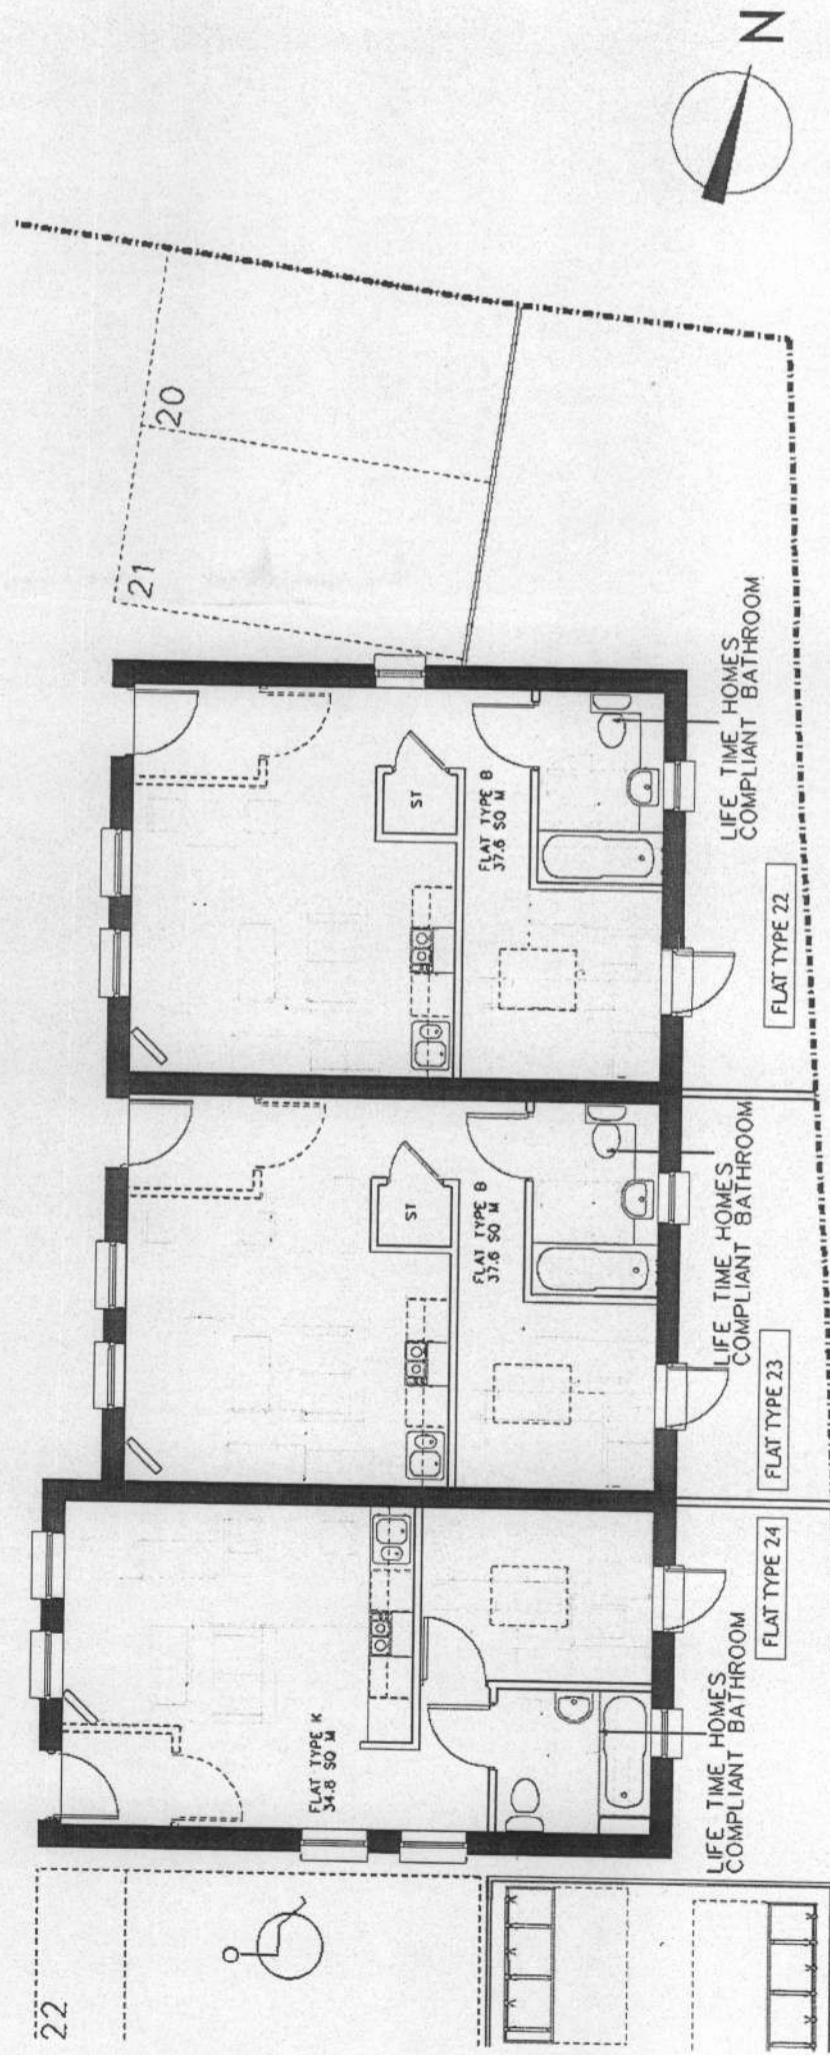 N
20
21
ST
FLAT TYPE B
37.6 SQ M
LIFE TIME HOMES
COMPLIANT BATHROOM
FLAT TYPE 22
ST
FLAT TYPE B
37.6 SQ M
LIFE TIME HOMES
COMPLIANT BATHROOM
FLAT TYPE 23
FLAT TYPE K
34.8 SQ M
LIFE TIME HOMES
COMPLIANT BATHROOM
FLAT TYPE 24
22